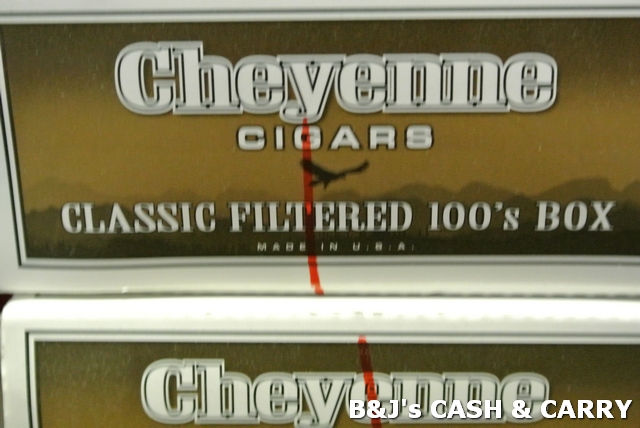 Cheyenne
CIGARS
CLASSIC FILTERED 100's BOX
MADE IN U.S.A.
Cheyenne
B&J's CASH & CARRY